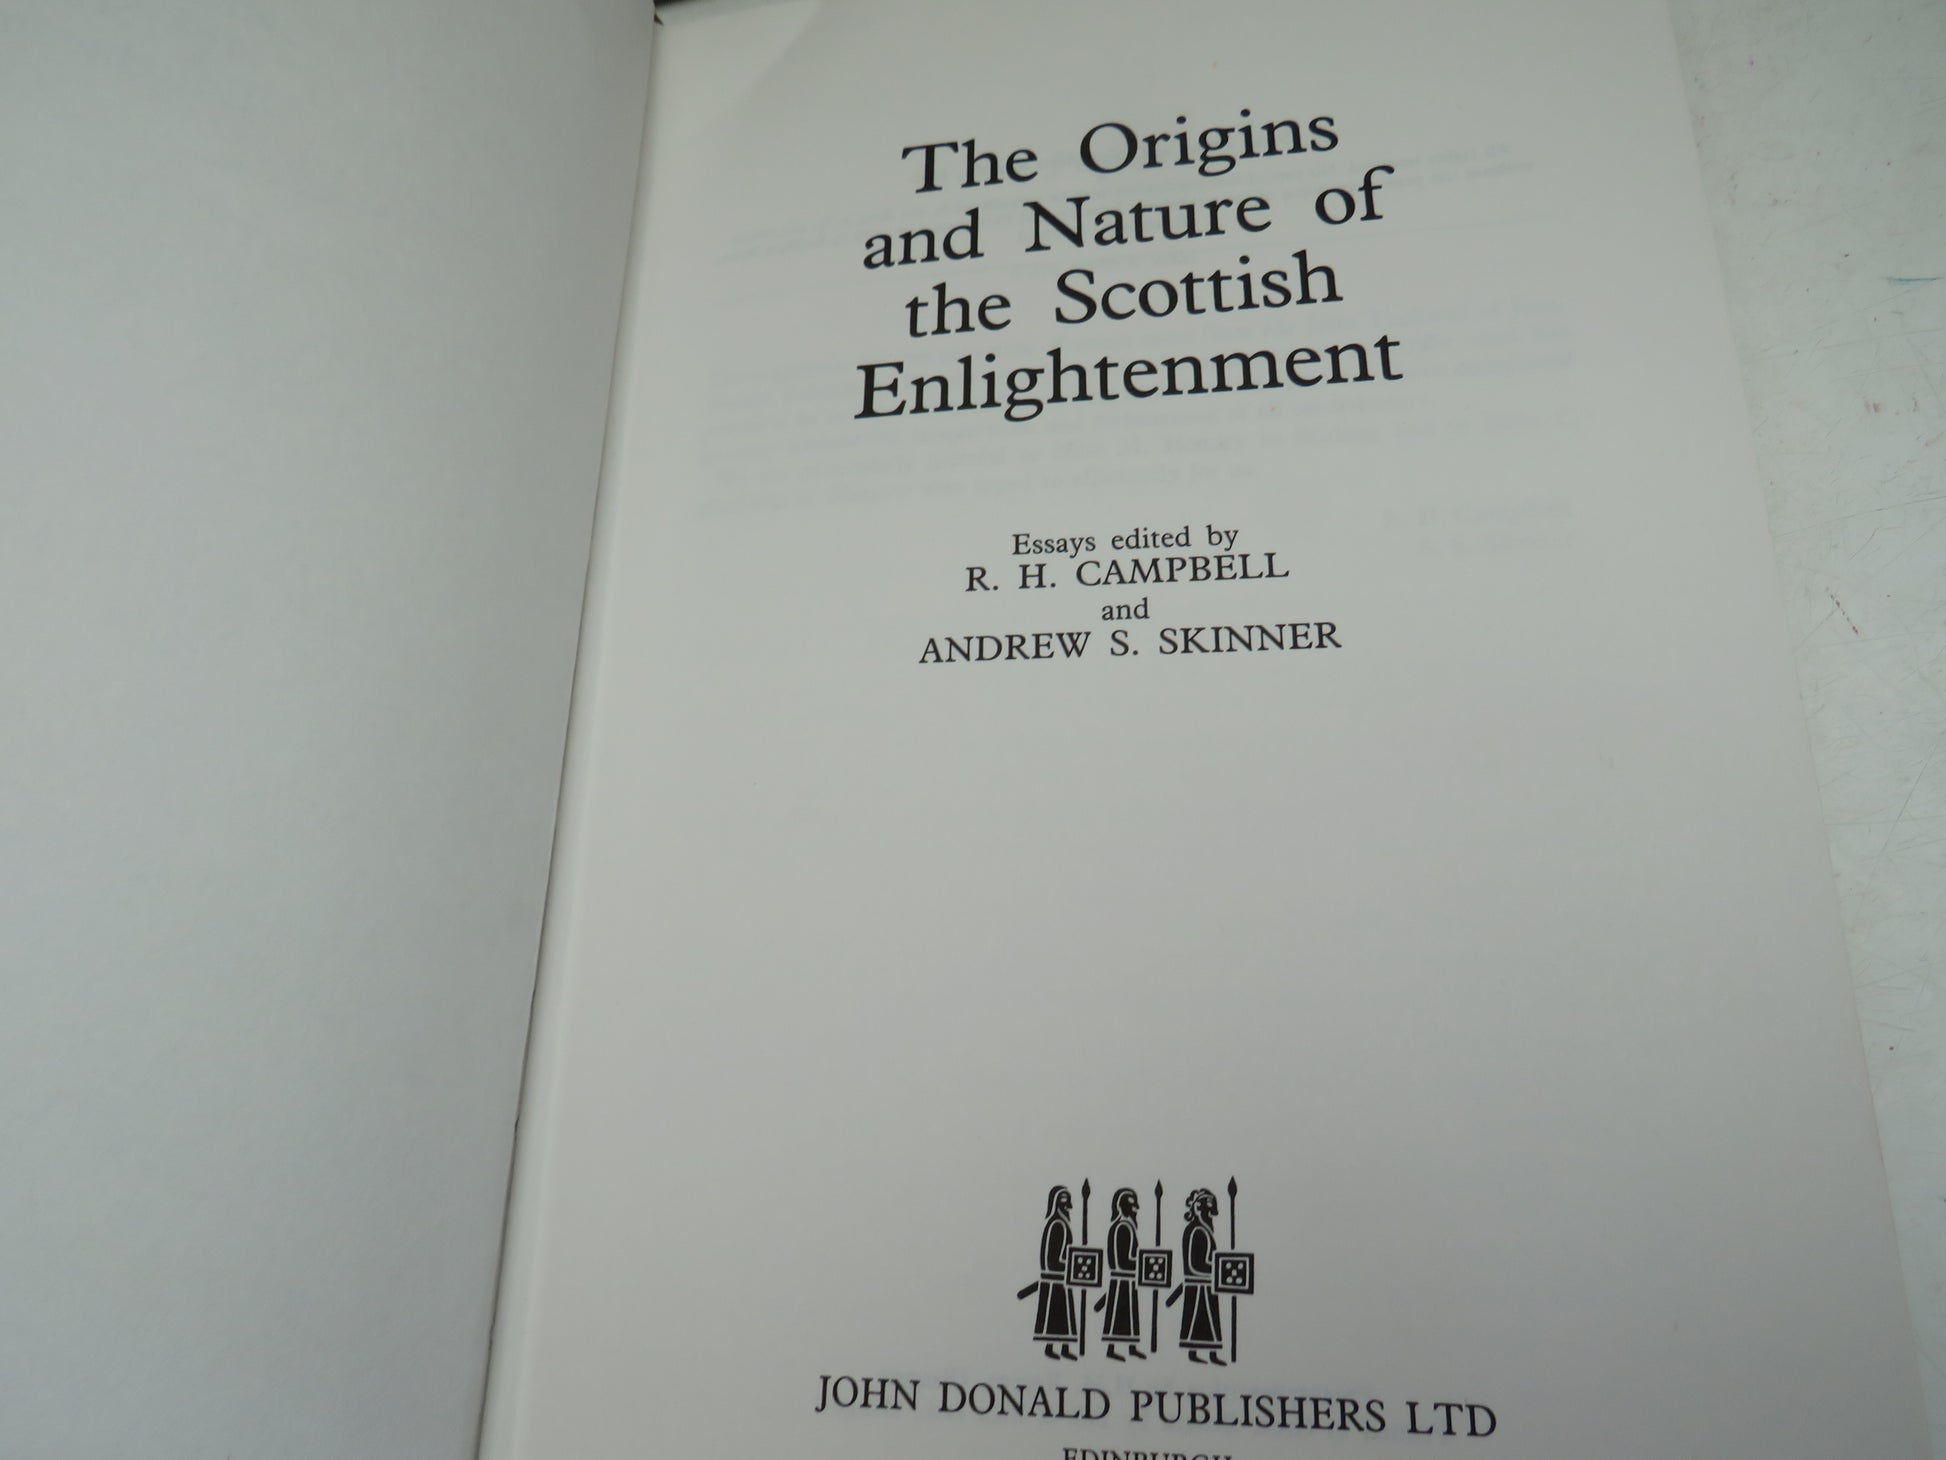 The Origins
and Nature of
the Scottish
Enlightenment
Essays edited by
R. H. CAMPBELL
and
ANDREW S. SKINNER
JOHN DONALD PUBLISHERS LTD
EDINBURGH